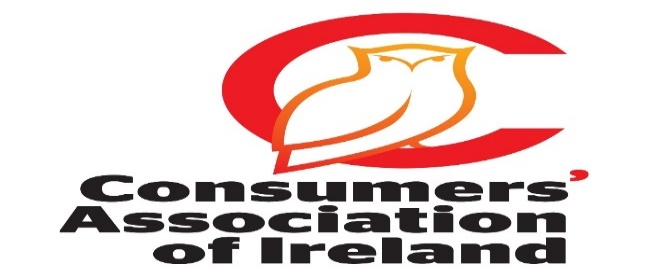 Consumers’
Association
of Ireland